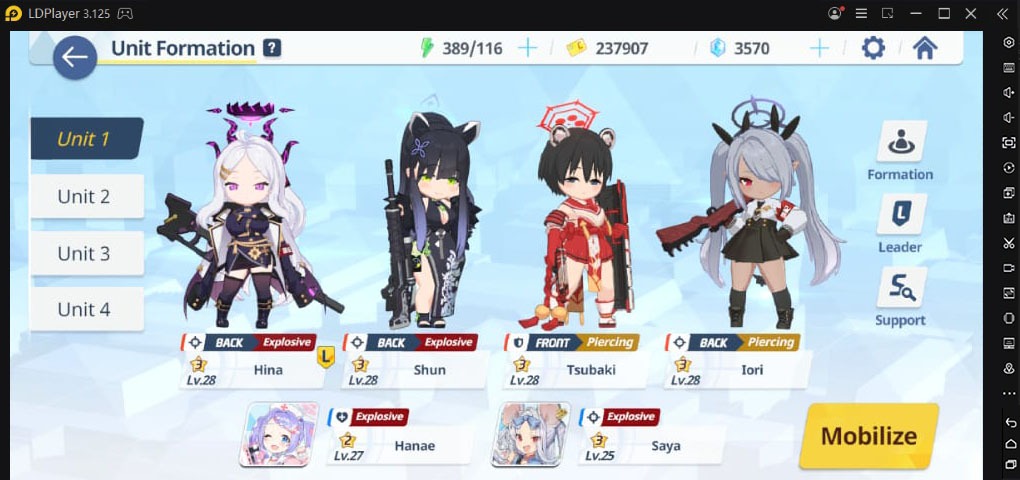 LDPlayer 3.125
Unit Formation ?
389/116
237907
3570
Unit 1
Unit 2
Unit 3
Unit 4
Formation
Leader
Support
BACK Explosive
3
Lv.28
Hina
L
BACK Explosive
3
Lv.28
Shun
FRONT Piercing
3
Lv.28
Tsubaki
BACK Piercing
3
Lv.28
Iori
Explosive
2
Lv.27
Hanae
Explosive
3
Lv.25
Saya
Mobilize